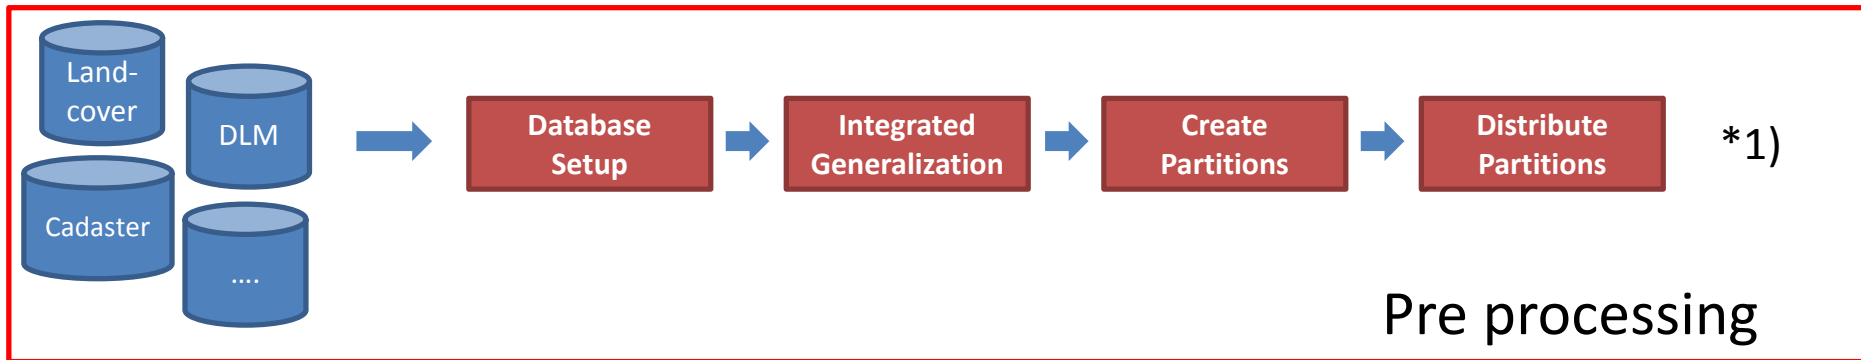 Land-
cover
DLM
Cadaster
....
Database
Setup
Integrated
Generalization
Create
Partitions
Distribute
Partitions
*1)
Pre processing